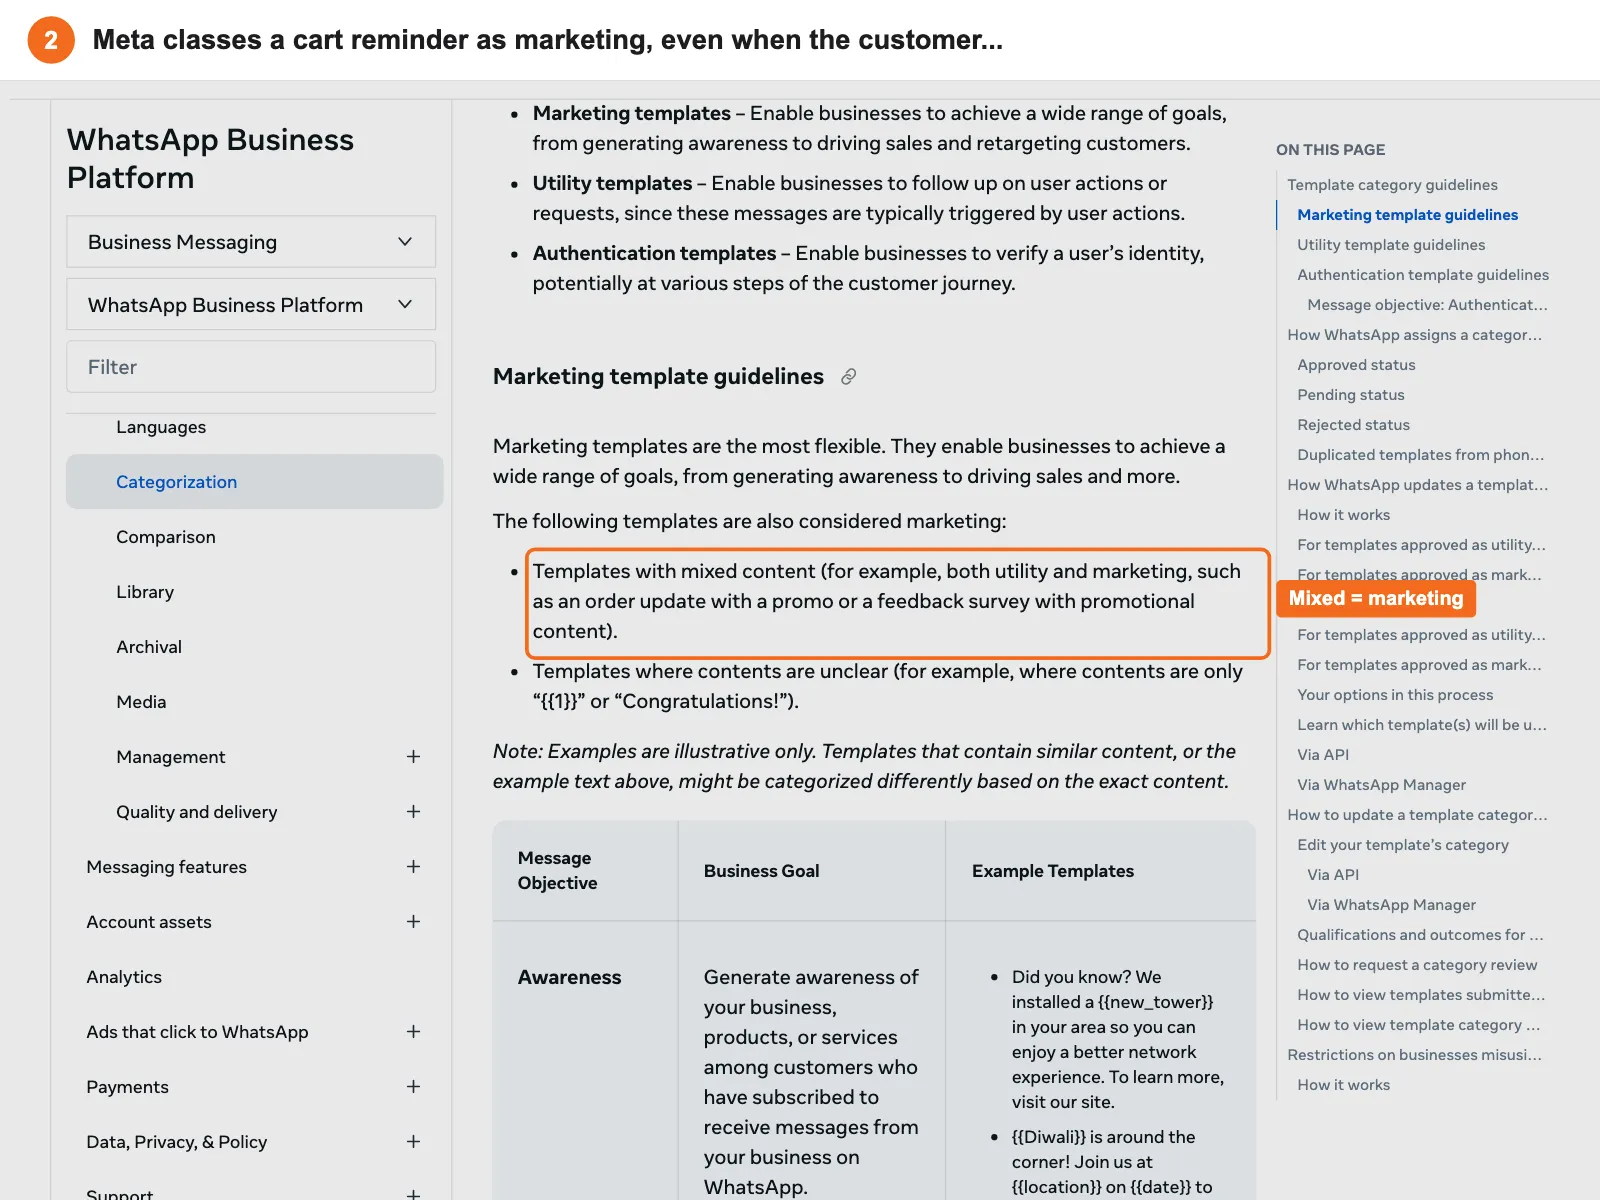 2
Meta classes a cart reminder as marketing, even when the customer...
WhatsApp Business
Platform
Business Messaging
WhatsApp Business Platform
Filter
Languages
Categorization
Comparison
Library
Archival
Media
Management
Quality and delivery
Messaging features
Account assets
Analytics
Ads that click to WhatsApp
Payments
Data, Privacy, & Policy
Support
• Marketing templates – Enable businesses to achieve a wide range of goals,
from generating awareness to driving sales and retargeting customers.
• Utility templates – Enable businesses to follow up on user actions or
requests, since these messages are typically triggered by user actions.
• Authentication templates – Enable businesses to verify a user’s identity,
potentially at various steps of the customer journey.
Marketing template guidelines
Marketing templates are the most flexible. They enable businesses to achieve a
wide range of goals, from generating awareness to driving sales and more.
The following templates are also considered marketing:
• Templates with mixed content (for example, both utility and marketing, such
as an order update with a promo or a feedback survey with promotional
content).
• Templates where contents are unclear (for example, where contents are only
“{{1}}” or “Congratulations!”).
Note: Examples are illustrative only. Templates that contain similar content, or the
example text above, might be categorized differently based on the exact content.
Message
Objective
Business Goal
Example Templates
Awareness
Generate awareness of
your business,
products, or services
among customers who
have subscribed to
receive messages from
your business on
WhatsApp.
• Did you know? We
installed a {{new_tower}}
in your area so you can
enjoy a better network
experience. To learn more,
visit our site.
• {{Diwali}} is around the
corner! Join us at
{{location}} on {{date}} to
ON THIS PAGE
Template category guidelines
Marketing template guidelines
Utility template guidelines
Authentication template guidelines
Message objective: Authenticat...
How WhatsApp assigns a categor...
Approved status
Pending status
Rejected status
Duplicated templates from phon...
How WhatsApp updates a templat...
How it works
For templates approved as utility...
For templates approved as mark...
Mixed = marketing
For templates approved as utility...
For templates approved as mark...
Your options in this process
Learn which template(s) will be u...
Via API
Via WhatsApp Manager
How to update a template categor...
Edit your template’s category
Via API
Via WhatsApp Manager
Qualifications and outcomes for ...
How to request a category review
How to view templates submitte...
How to view template category ...
Restrictions on businesses misusi...
How it works